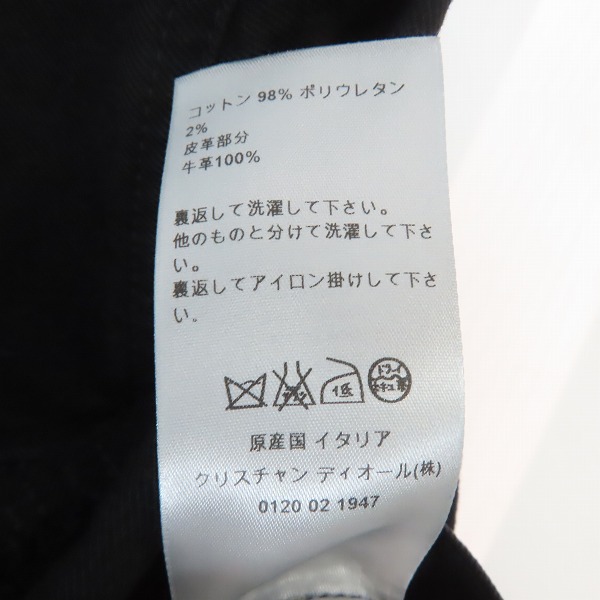 コットン 98% ポリウレタン
2%
皮革部分
牛革100%
裏返して洗濯して下さい。
他のものと分けて洗濯して下さ
い。
裏返してアイロン掛けして下さ
い。
低 ドライ
原産国 イタリア
クリスチャン ディオール(株)
0120 02 1947